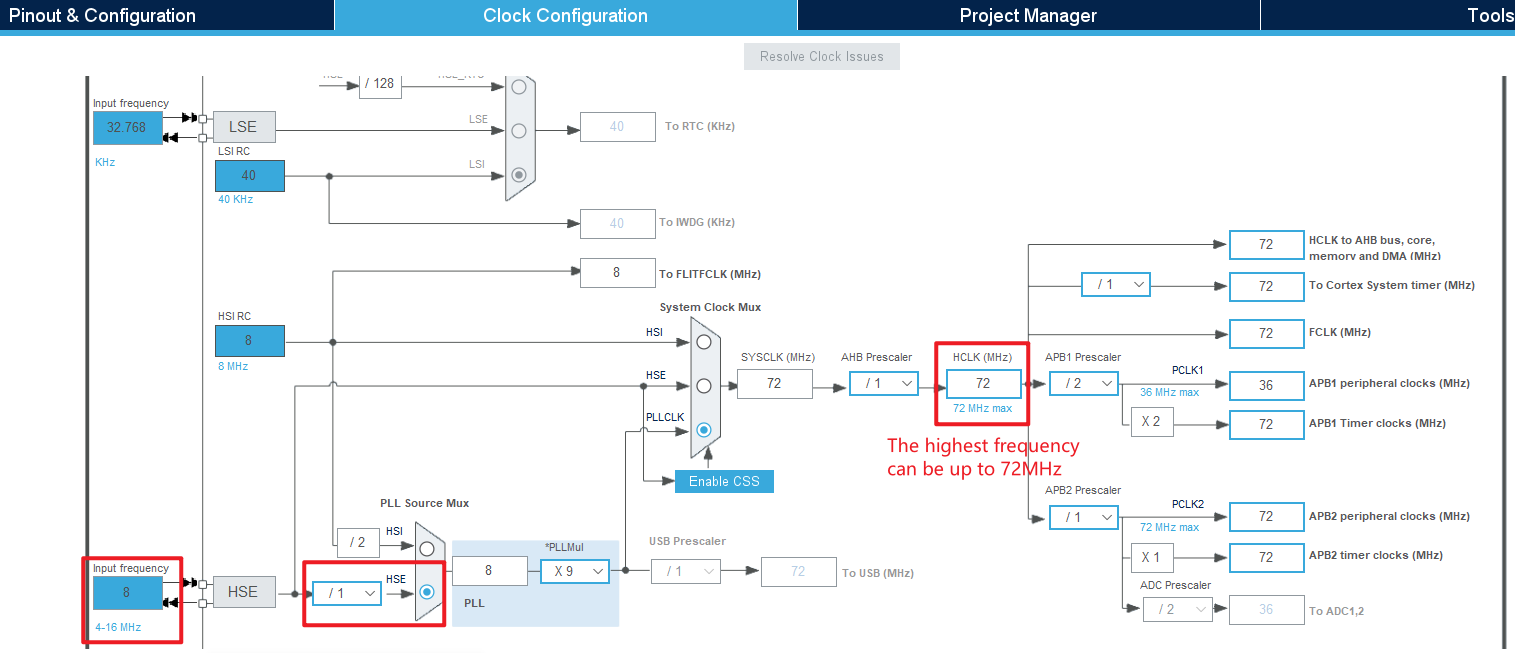 Pinout & Configuration
Clock Configuration
Project Manager
Tools
Resolve Clock Issues
/ 128
Input frequency
32.768
KHz
LSE
LSE
40
To RTC (KHz)
LSI RC
40
40 KHz
LSI
40
To IWDG (KHz)
8
To FLITFCLK (MHz)
HSI RC
8
8 MHz
System Clock Mux
HSI
HSE
PLLCLK
Enable CSS
SYSCLK (MHz)
72
AHB Prescaler
/ 1
HCLK (MHz)
72
72 MHz max
The highest frequency
can be up to 72MHz
72
HCLK to AHB bus, core,
memory and DMA (MHz)
/ 1
72
To Cortex System timer (MHz)
72
FCLK (MHz)
APB1 Prescaler
/ 2
PCLK1
36 MHz max
36
APB1 peripheral clocks (MHz)
X 2
72
APB1 Timer clocks (MHz)
APB2 Prescaler
/ 1
PCLK2
72 MHz max
72
APB2 peripheral clocks (MHz)
X 1
72
APB2 timer clocks (MHz)
ADC Prescaler
/ 2
36
To ADC1,2
PLL Source Mux
/ 2
HSI
Input frequency
8
4-16 MHz
HSE
/ 1
HSE
8
*PLLMul
X 9
PLL
USB Prescaler
/ 1
72
To USB (MHz)